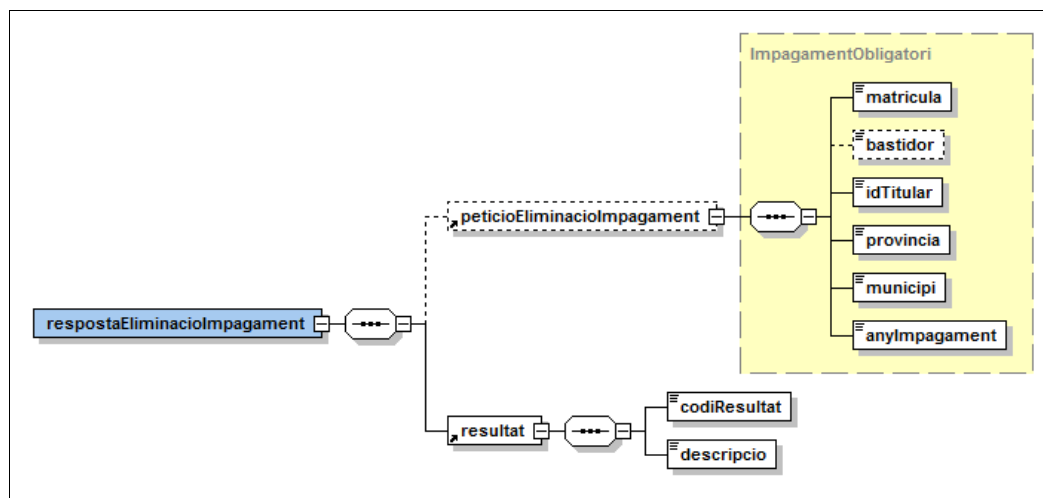 ImpagamentObligatori
matricula
bastidor
idTitular
peticioEliminacioImpagament
provincia
municipi
respostaEliminacioImpagament
anyImpagament
codiResultat
resultat
descripcio